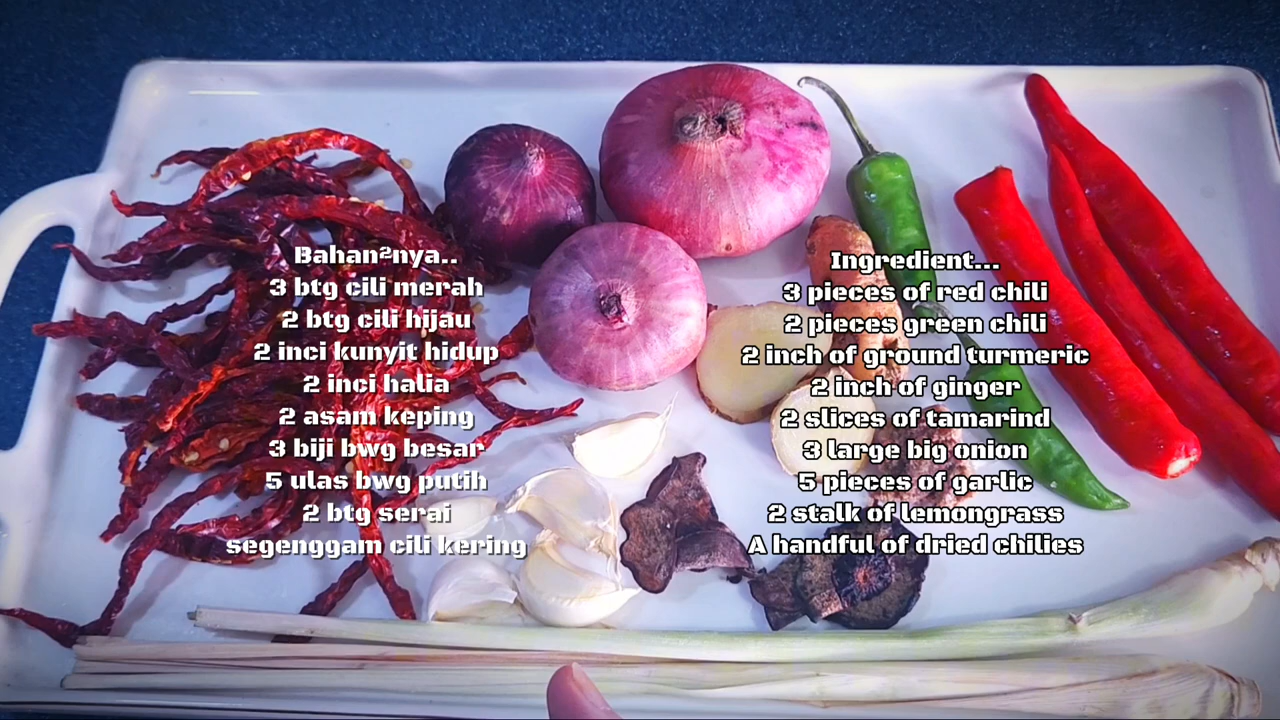 Bahan²nya..
3 btg cili merah
2 btg cili hijau
2 inci kunyit hidup
2 inci halia
2 asam keping
3 biji bwg besar
5 ulas bwg putih
2 btg serai
segenggam cili kering
Ingredient...
3 pieces of red chili
2 pieces green chili
2 inch of ground turmeric
2 inch of ginger
2 slices of tamarind
3 large big onion
5 pieces of garlic
2 stalk of lemongrass
A handful of dried chilies